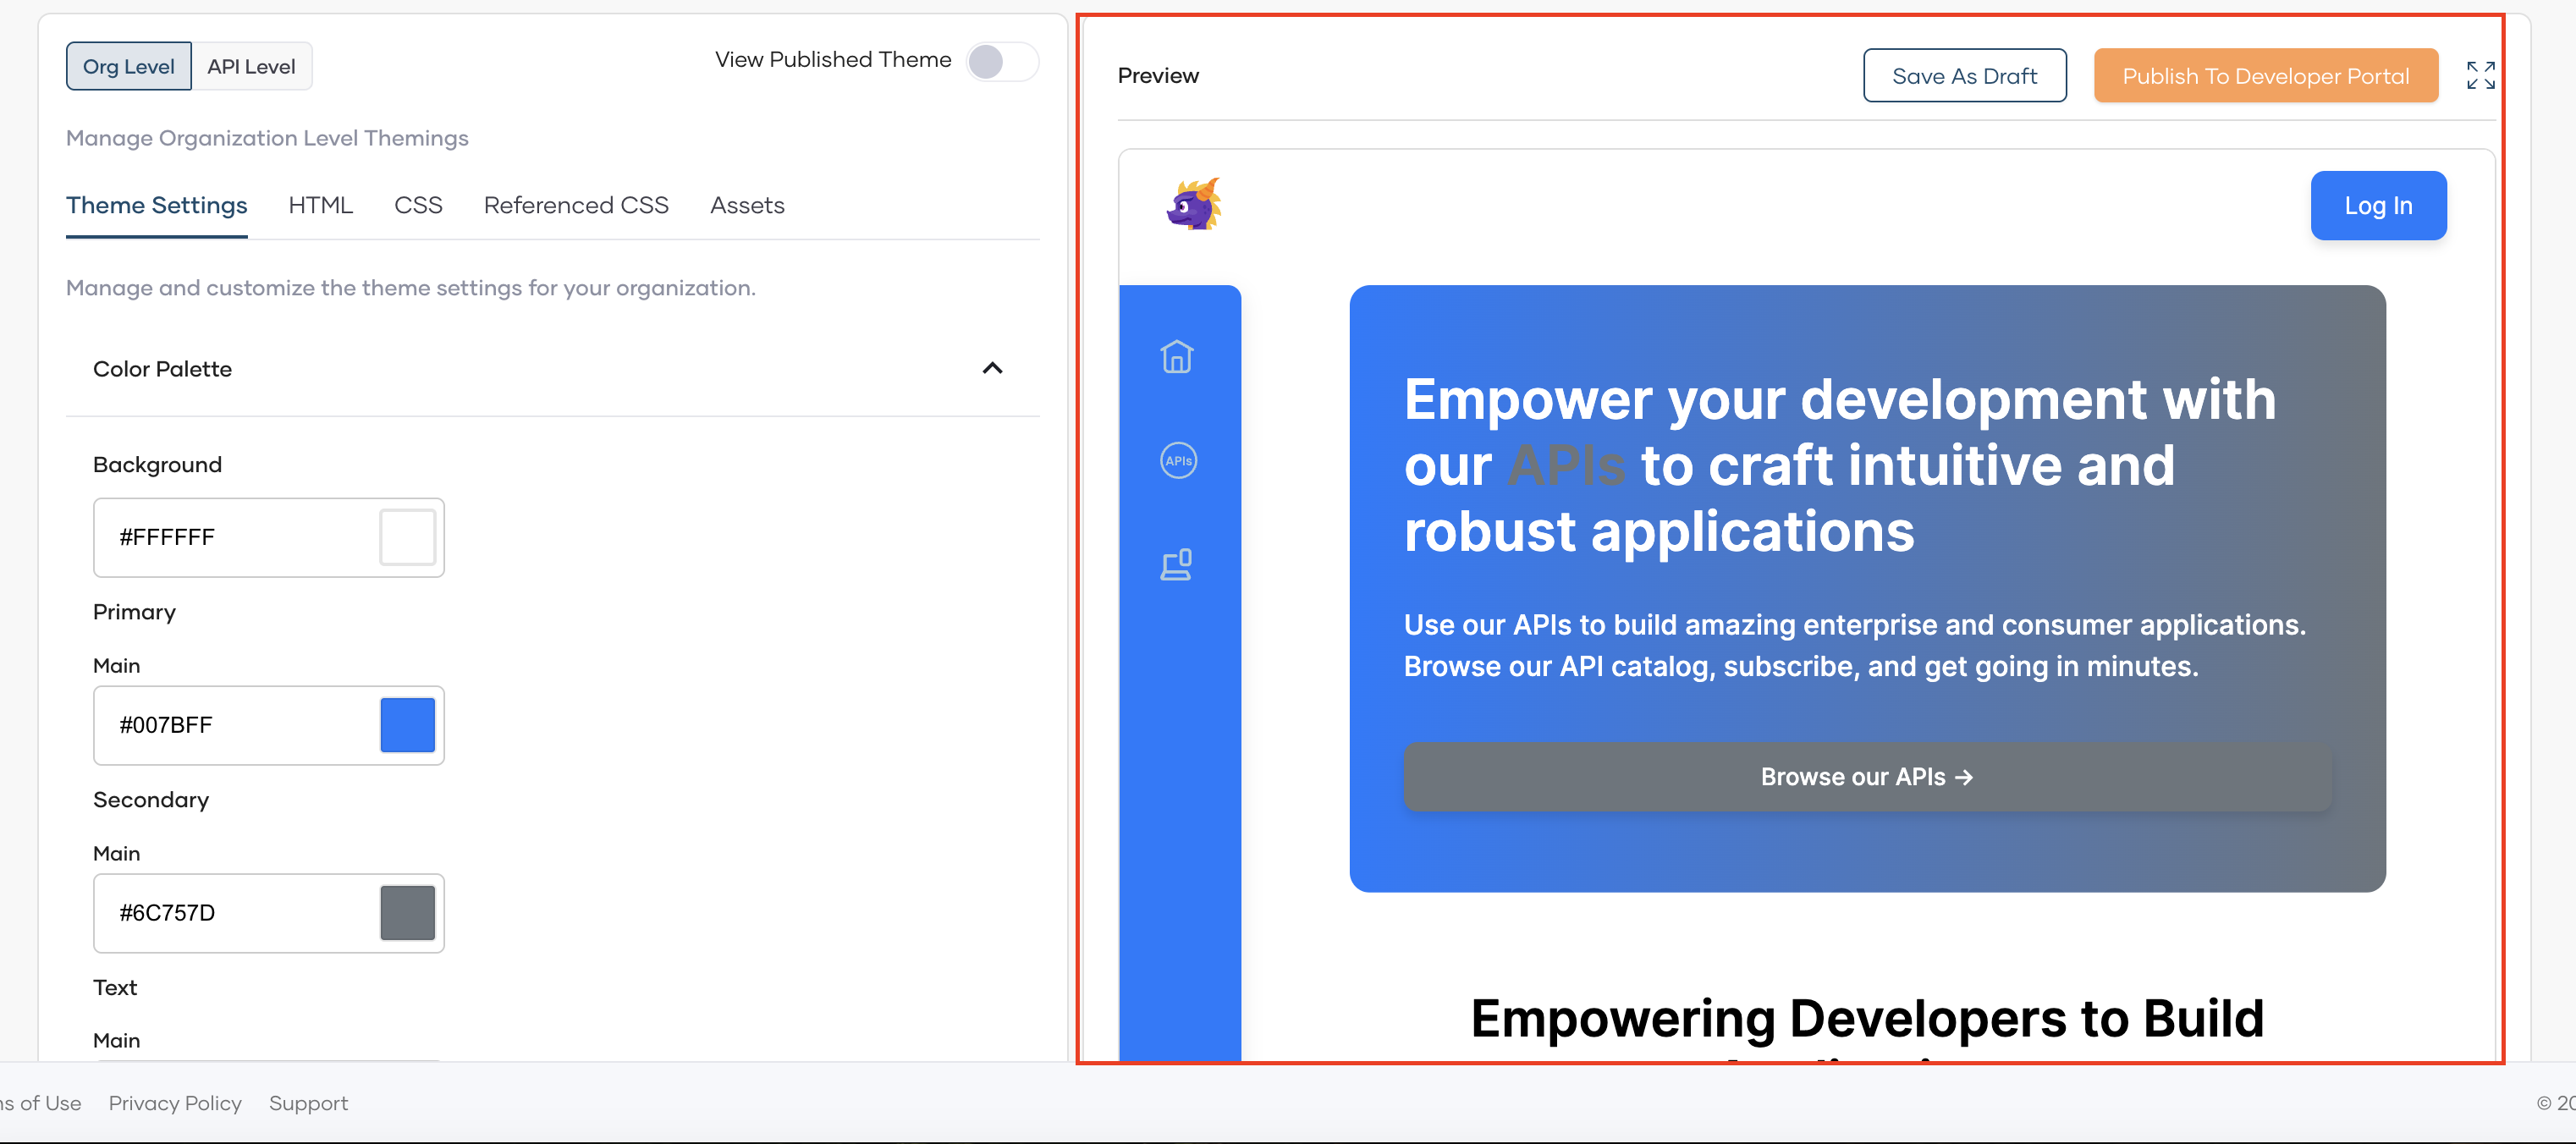 Org Level
API Level
View Published Theme
Manage Organization Level Themings
Theme Settings
HTML
CSS
Referenced CSS
Assets
Manage and customize the theme settings for your organization.
Color Palette
Background
#FFFFFF
Primary
Main
#007BFF
Secondary
Main
#6C757D
Text
Main
Preview
Save As Draft
Publish To Developer Portal
Log In
APIs
Empower your development with
our APIs to craft intuitive and
robust applications
Use our APIs to build amazing enterprise and consumer applications.
Browse our API catalog, subscribe, and get going in minutes.
Browse our APIs →
Empowering Developers to Build
of Use
Privacy Policy
Support
©